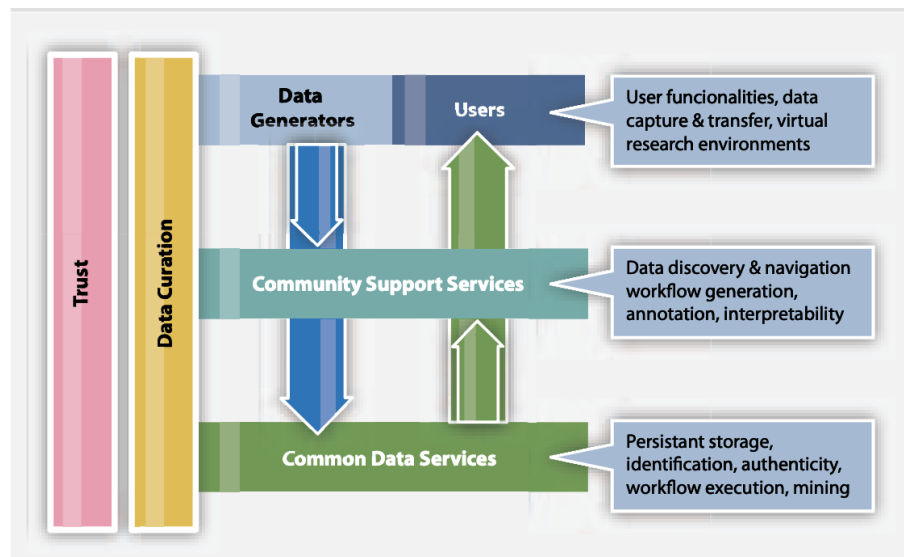 Trust
Data Curation
Data
Generators
Users
User funcionalities, data
capture & transfer, virtual
research environments
Community Support Services
Data discovery & navigation
workflow generation,
annotation, interpretability
Common Data Services
Persistant storage,
identification, authenticity,
workflow execution, mining